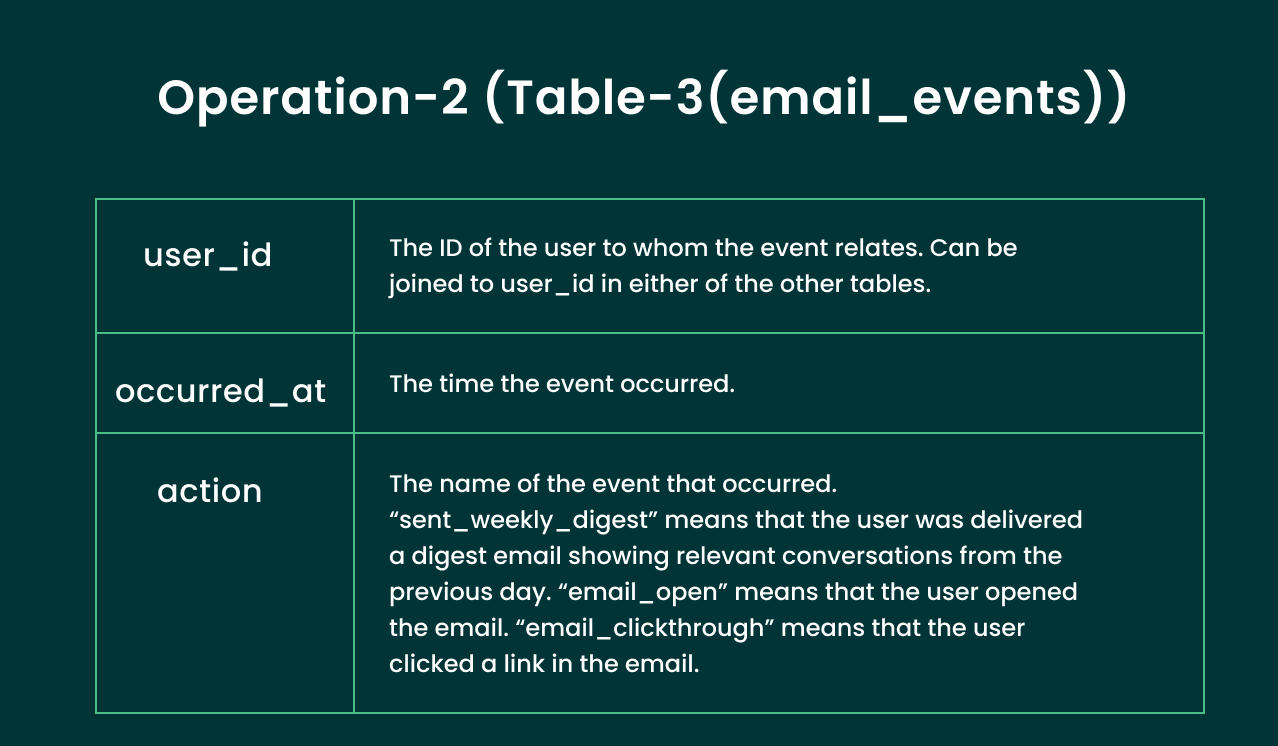 Operation-2 (Table-3(email_events))
user_id
The ID of the user to whom the event relates. Can be
joined to user_id in either of the other tables.
occurred_at
The time the event occurred.
action
The name of the event that occurred.
“sent_weekly_digest” means that the user was delivered
a digest email showing relevant conversations from the
previous day. “email_open” means that the user opened
the email. “email_clickthrough” means that the user
clicked a link in the email.